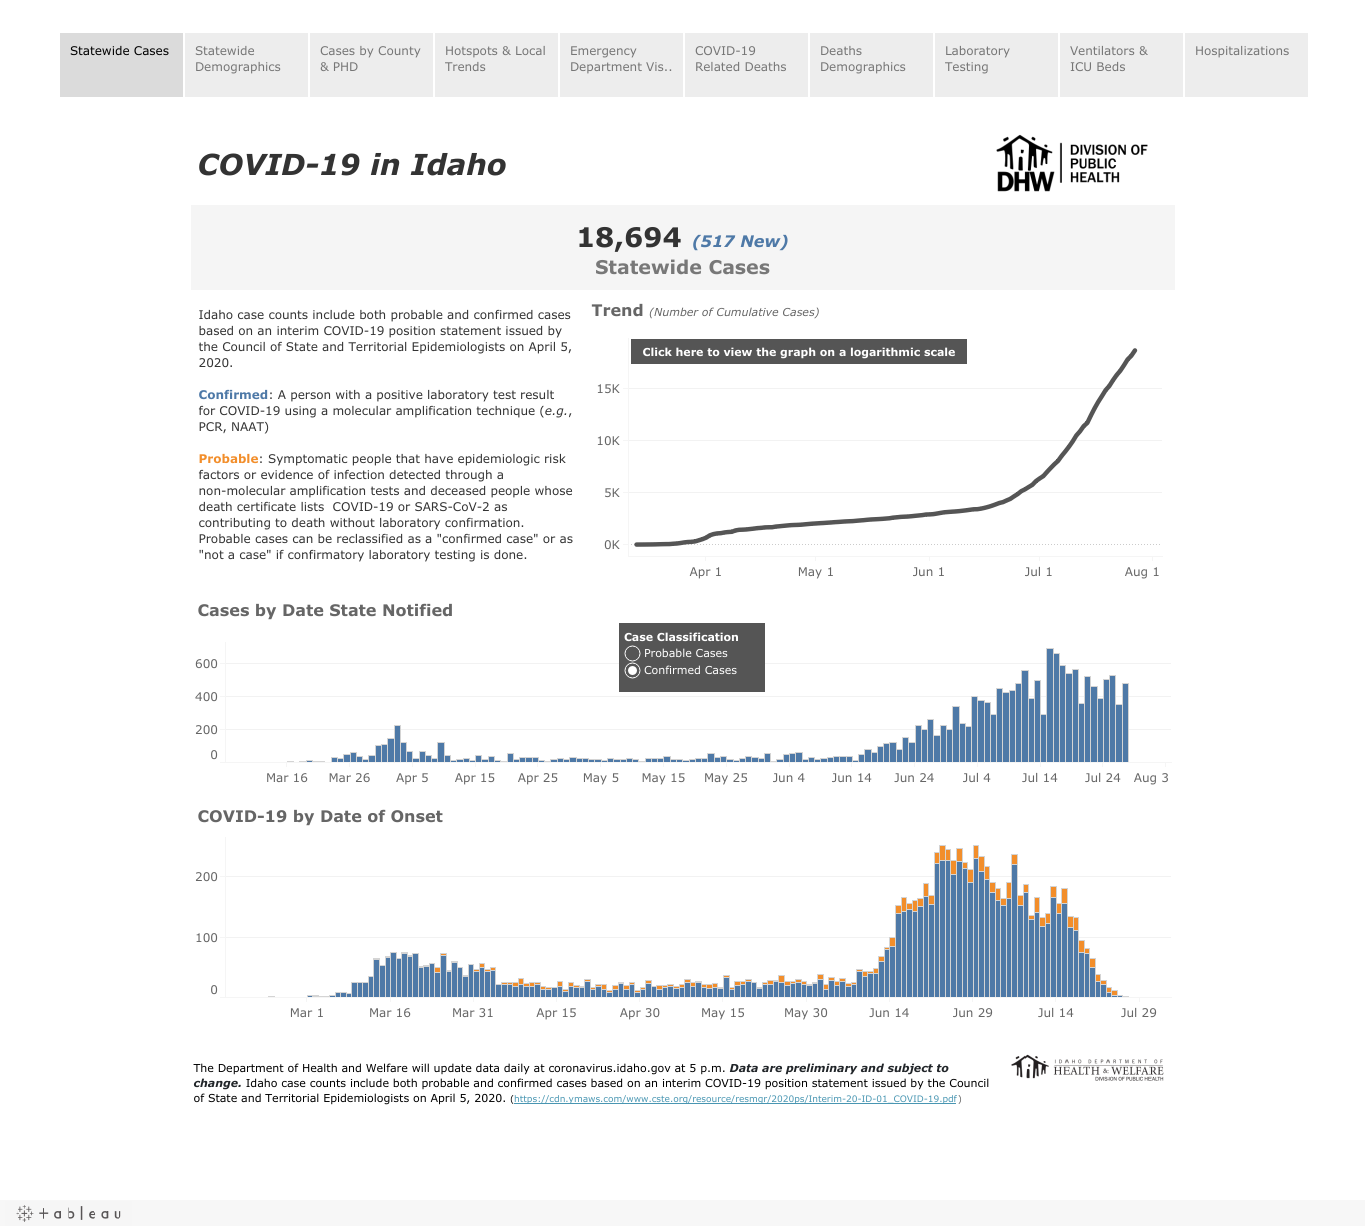 Statewide Cases
Statewide
Demographics
Cases by County
& PHD
Hotspots & Local
Trends
Emergency
Department Vis..
COVID-19
Related Deaths
Deaths
Demographics
Laboratory
Testing
Ventilators &
ICU Beds
Hospitalizations
COVID-19 in Idaho
DHW
DIVISION OF
PUBLIC
HEALTH
18,694 (517 New)
Statewide Cases
Idaho case counts include both probable and confirmed cases
based on an interim COVID-19 position statement issued by
the Council of State and Territorial Epidemiologists on April 5,
2020.
Confirmed: A person with a positive laboratory test result
for COVID-19 using a molecular amplification technique (e.g.,
PCR, NAAT)
Probable: Symptomatic people that have epidemiologic risk
factors or evidence of infection detected through a
non-molecular amplification tests and deceased people whose
death certificate lists  COVID-19 or SARS-CoV-2 as
contributing to death without laboratory confirmation.
Probable cases can be reclassified as a "confirmed case" or as
"not a case" if confirmatory laboratory testing is done.
Trend (Number of Cumulative Cases)
Click here to view the graph on a logarithmic scale
15K
10K
5K
0K
Apr 1 May 1 Jun 1 Jul 1 Aug 1
Cases by Date State Notified
Case Classification
Probable Cases
Confirmed Cases
600
400
200
0
Mar 16 Mar 26 Apr 5 Apr 15 Apr 25 May 5 May 15 May 25 Jun 4 Jun 14 Jun 24 Jul 4 Jul 14 Jul 24 Aug 3
COVID-19 by Date of Onset
200
100
0
Mar 1 Mar 16 Mar 31 Apr 15 Apr 30 May 15 May 30 Jun 14 Jun 29 Jul 14 Jul 29
The Department of Health and Welfare will update data daily at coronavirus.idaho.gov at 5 p.m. Data are preliminary and subject to
change. Idaho case counts include both probable and confirmed cases based on an interim COVID-19 position statement issued by the Council
of State and Territorial Epidemiologists on April 5, 2020. (https://cdn.ymaws.com/www.cste.org/resource/resmgr/2020ps/Interim-20-ID-01_COVID-19.pdf)
IDAHO DEPARTMENT OF
HEALTH & WELFARE
DIVISION OF PUBLIC HEALTH
+ableau